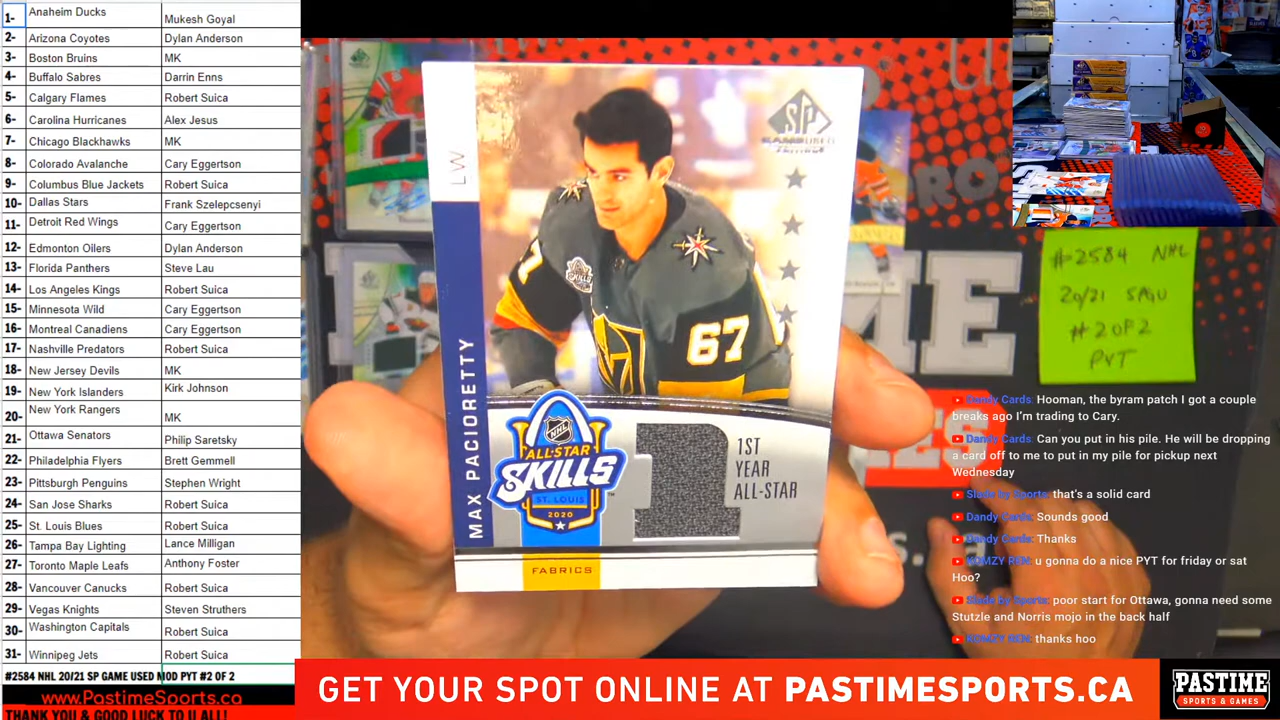 1- Anaheim Ducks Mukesh Goyal
2- Arizona Coyotes Dylan Anderson
3- Boston Bruins MK
4- Buffalo Sabres Darrin Enns
5- Calgary Flames Robert Suica
6- Carolina Hurricanes Alex Jesus
7- Chicago Blackhawks MK
8- Colorado Avalanche Cary Eggertson
9- Columbus Blue Jackets Robert Suica
10- Dallas Stars Frank Szelepcsenyi
11- Detroit Red Wings Cary Eggertson
12- Edmonton Oilers Dylan Anderson
13- Florida Panthers Steve Lau
14- Los Angeles Kings Robert Suica
15- Minnesota Wild Cary Eggertson
16- Montreal Canadiens Cary Eggertson
17- Nashville Predators Robert Suica
18- New Jersey Devils MK
19- New York Islanders Kirk Johnson
20- New York Rangers MK
21- Ottawa Senators Philip Saretsky
22- Philadelphia Flyers Brett Gemmell
23- Pittsburgh Penguins Stephen Wright
24- San Jose Sharks Robert Suica
25- St. Louis Blues Robert Suica
26- Tampa Bay Lighting Lance Milligan
27- Toronto Maple Leafs Anthony Foster
28- Vancouver Canucks Robert Suica
29- Vegas Knights Steven Struthers
30- Washington Capitals Robert Suica
31- Winnipeg Jets Robert Suica
#2584 NHL 20/21 SP GAME USED MOD PYT #2 OF 2
www.PastimeSports.ca
THANK YOU & GOOD LUCK TO U ALL!
LW
MAX PACIORETTY
SP
GAME USED
SKILLS
67
NHL
ALL-STAR
SKILLS
ST. LOUIS
2020
1ST
YEAR
ALL-STAR
FABRICS
#2584 NHL
20/21 SPGU
#2 OF 2
PYT
Dandy Cards: Hooman, the byram patch I got a couple
breaks ago I'm trading to Cary.
Dandy Cards: Can you put in his pile. He will be dropping
a card off to me to put in my pile for pickup next
Wednesday
Slude by Sports: that's a solid card
Dandy Cards: Sounds good
Dandy Cards: Thanks
u gonna do a nice PYT for friday or sat
Hoo?
Slude by Sports: poor start for Ottawa, gonna need some
Stutzle and Norris mojo in the back half
thanks hoo
GET YOUR SPOT ONLINE AT PASTIMESPORTS.CA
PASTIME
SPORTS & GAMES